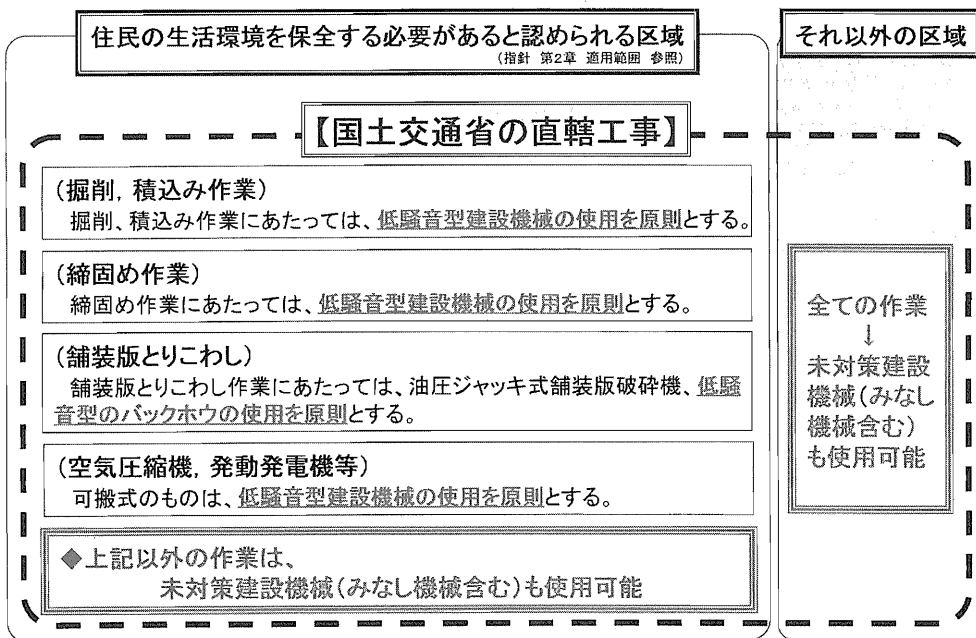 住民の生活環境を保全する必要があると認められる区域
(指針 第2章 適用範囲 参照)
それ以外の区域
【国土交通省の直轄工事】
(掘削, 積込み作業)
掘削、積込み作業にあたっては、低騒音型建設機械の使用を原則とする。
(締固め作業)
締固め作業にあたっては、低騒音型建設機械の使用を原則とする。
(舗装版とりこわし)
舗装版とりこわし作業にあたっては、油圧ジャッキ式舗装版破砕機、低騒
音型のバックホウの使用を原則とする。
(空気圧縮機, 発動発電機等)
可搬式のものは、低騒音型建設機械の使用を原則とする。
◆上記以外の作業は、
未対策建設機械(みなし機械含む)も使用可能
全ての作業
↓
未対策建設
機械(みなし
機械含む)
も使用可能